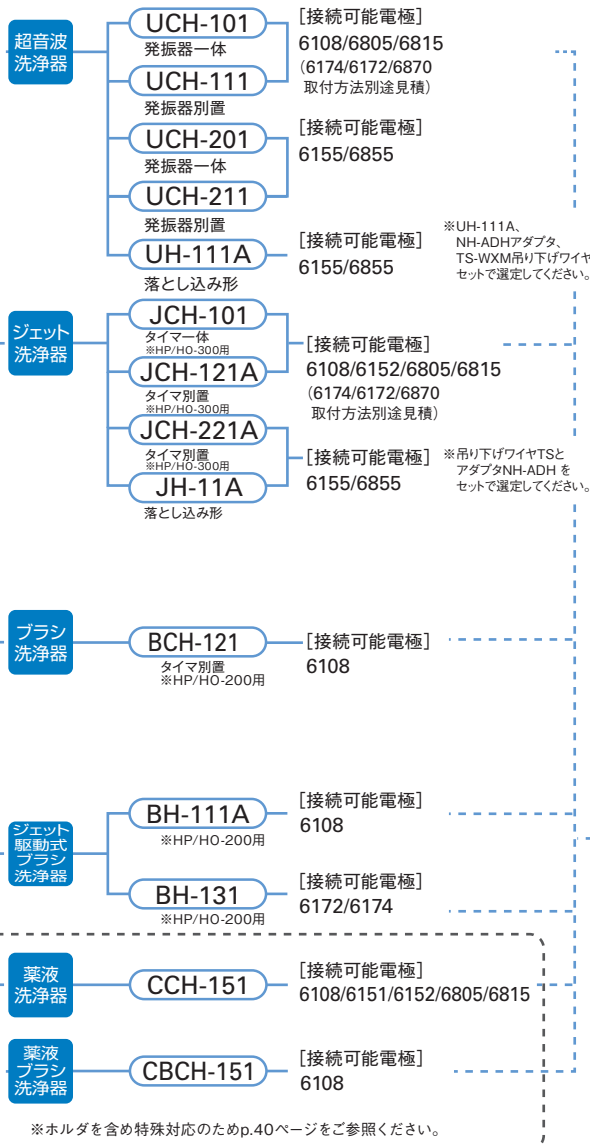 超音波
洗浄器
UCH-101
発振器一体
UCH-111
発振器別置
[接続可能電極]
6108/6805/6815
(6174/6172/6870
取付方法別途見積)
UCH-201
発振器一体
UCH-211
発振器別置
[接続可能電極]
6155/6855
UH-111A
落とし込み形
[接続可能電極]
6155/6855
※UH-111A、
NH-ADHアダプタ、
TS-WXM吊り下げワイヤ
セットで選定してください。
ジェット
洗浄器
JCH-101
タイマー体
※HP/HO-300用
JCH-121A
タイマ別置
※HP/HO-300用
[接続可能電極]
6108/6152/6805/6815
(6174/6172/6870
取付方法別途見積)
JCH-221A
タイマ別置
※HP/HO-300用
JH-11A
落とし込み形
[接続可能電極]
6155/6855
※吊り下げワイヤTSと
アダプタNH-ADH を
セットで選定してください。
ブラシ
洗浄器
BCH-121
タイマ別置
※HP/HO-200用
[接続可能電極]
6108
ジェット
駆動式
ブラシ
洗浄器
BH-111A
※HP/HO-200用
[接続可能電極]
6108
BH-131
※HP/HO-200用
[接続可能電極]
6172/6174
薬液
洗浄器
CCH-151
[接続可能電極]
6108/6151/6152/6805/6815
薬液
ブラシ
洗浄器
CBCH-151
[接続可能電極]
6108
※ホルダを含め特殊対応のためp.40ページをご参照ください。